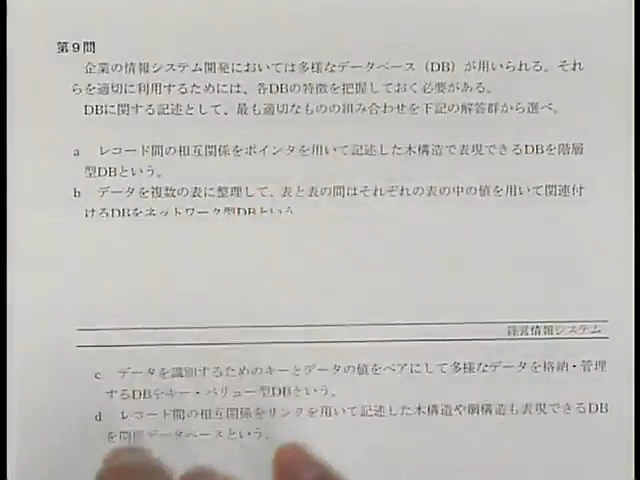 第9問
企業の情報システム開発においては多様なデータベース（DB）が用いられる。それ
らを適切に利用するためには、各DBの特徴を把握しておく必要がある。
DBに関する記述として、最も適切なものの組み合わせを下記の解答群から選べ。
a　レコード間の相互関係をポインタを用いて記述した木構造で表現できるDBを階層
型DBという。
b　データを複数の表に整理して、表と表の間はそれぞれの表の中の値を用いて関連付
けるDBをネットワーク型DBという
経営情報システム
c　データを識別するためのキーとデータの値をペアにして多様なデータを格納・管理
するDBをキー・バリュー型DBという。
d　レコード間の相互関係をリンクを用いて記述した木構造や網構造も表現できるDB
を関係データベースという。